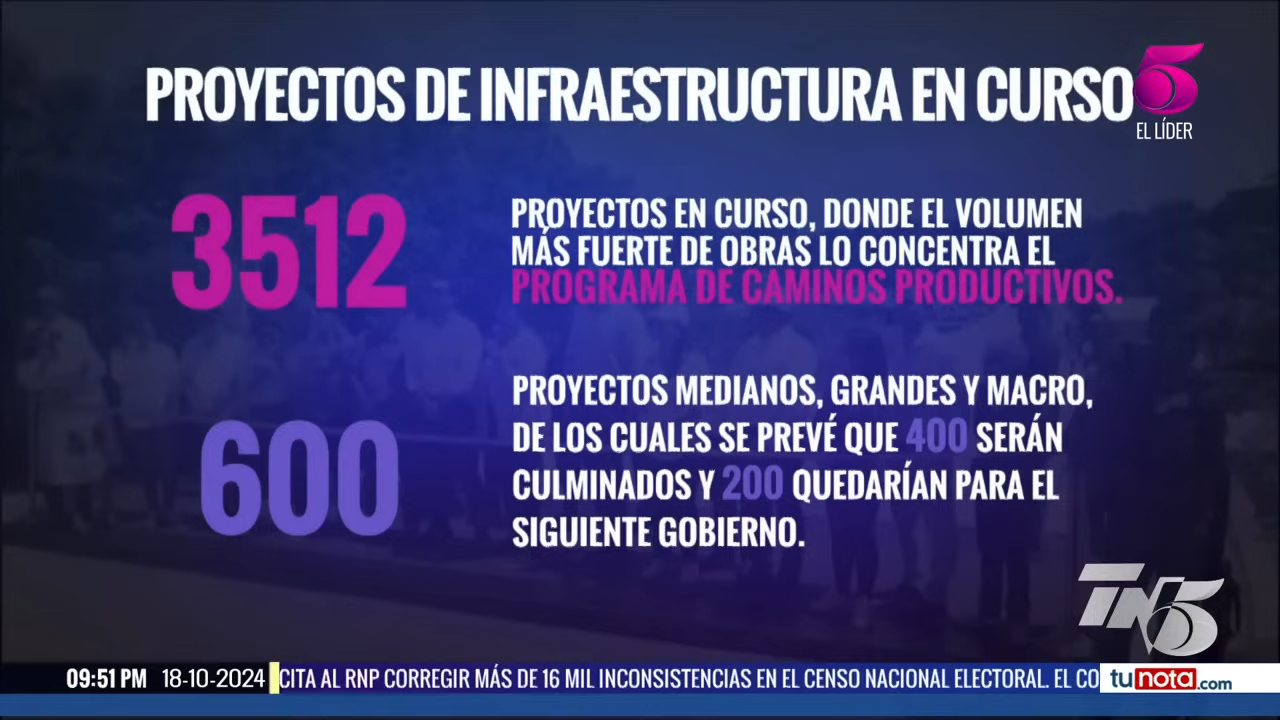 PROYECTOS DE INFRAESTRUCTURA EN CURSO
5
EL LÍDER
3512
PROYECTOS EN CURSO, DONDE EL VOLUMEN
MÁS FUERTE DE OBRAS LO CONCENTRA EL
PROGRAMA DE CAMINOS PRODUCTIVOS.
600
PROYECTOS MEDIANOS, GRANDES Y MACRO,
DE LOS CUALES SE PREVÉ QUE 400 SERÁN
CULMINADOS Y 200 QUEDARÍAN PARA EL
SIGUIENTE GOBIERNO.
TN5
09:51 PM 18-10-2024 CITA AL RNP CORREGIR MÁS DE 16 MIL INCONSISTENCIAS EN EL CENSO NACIONAL ELECTORAL. EL CO tunota.com